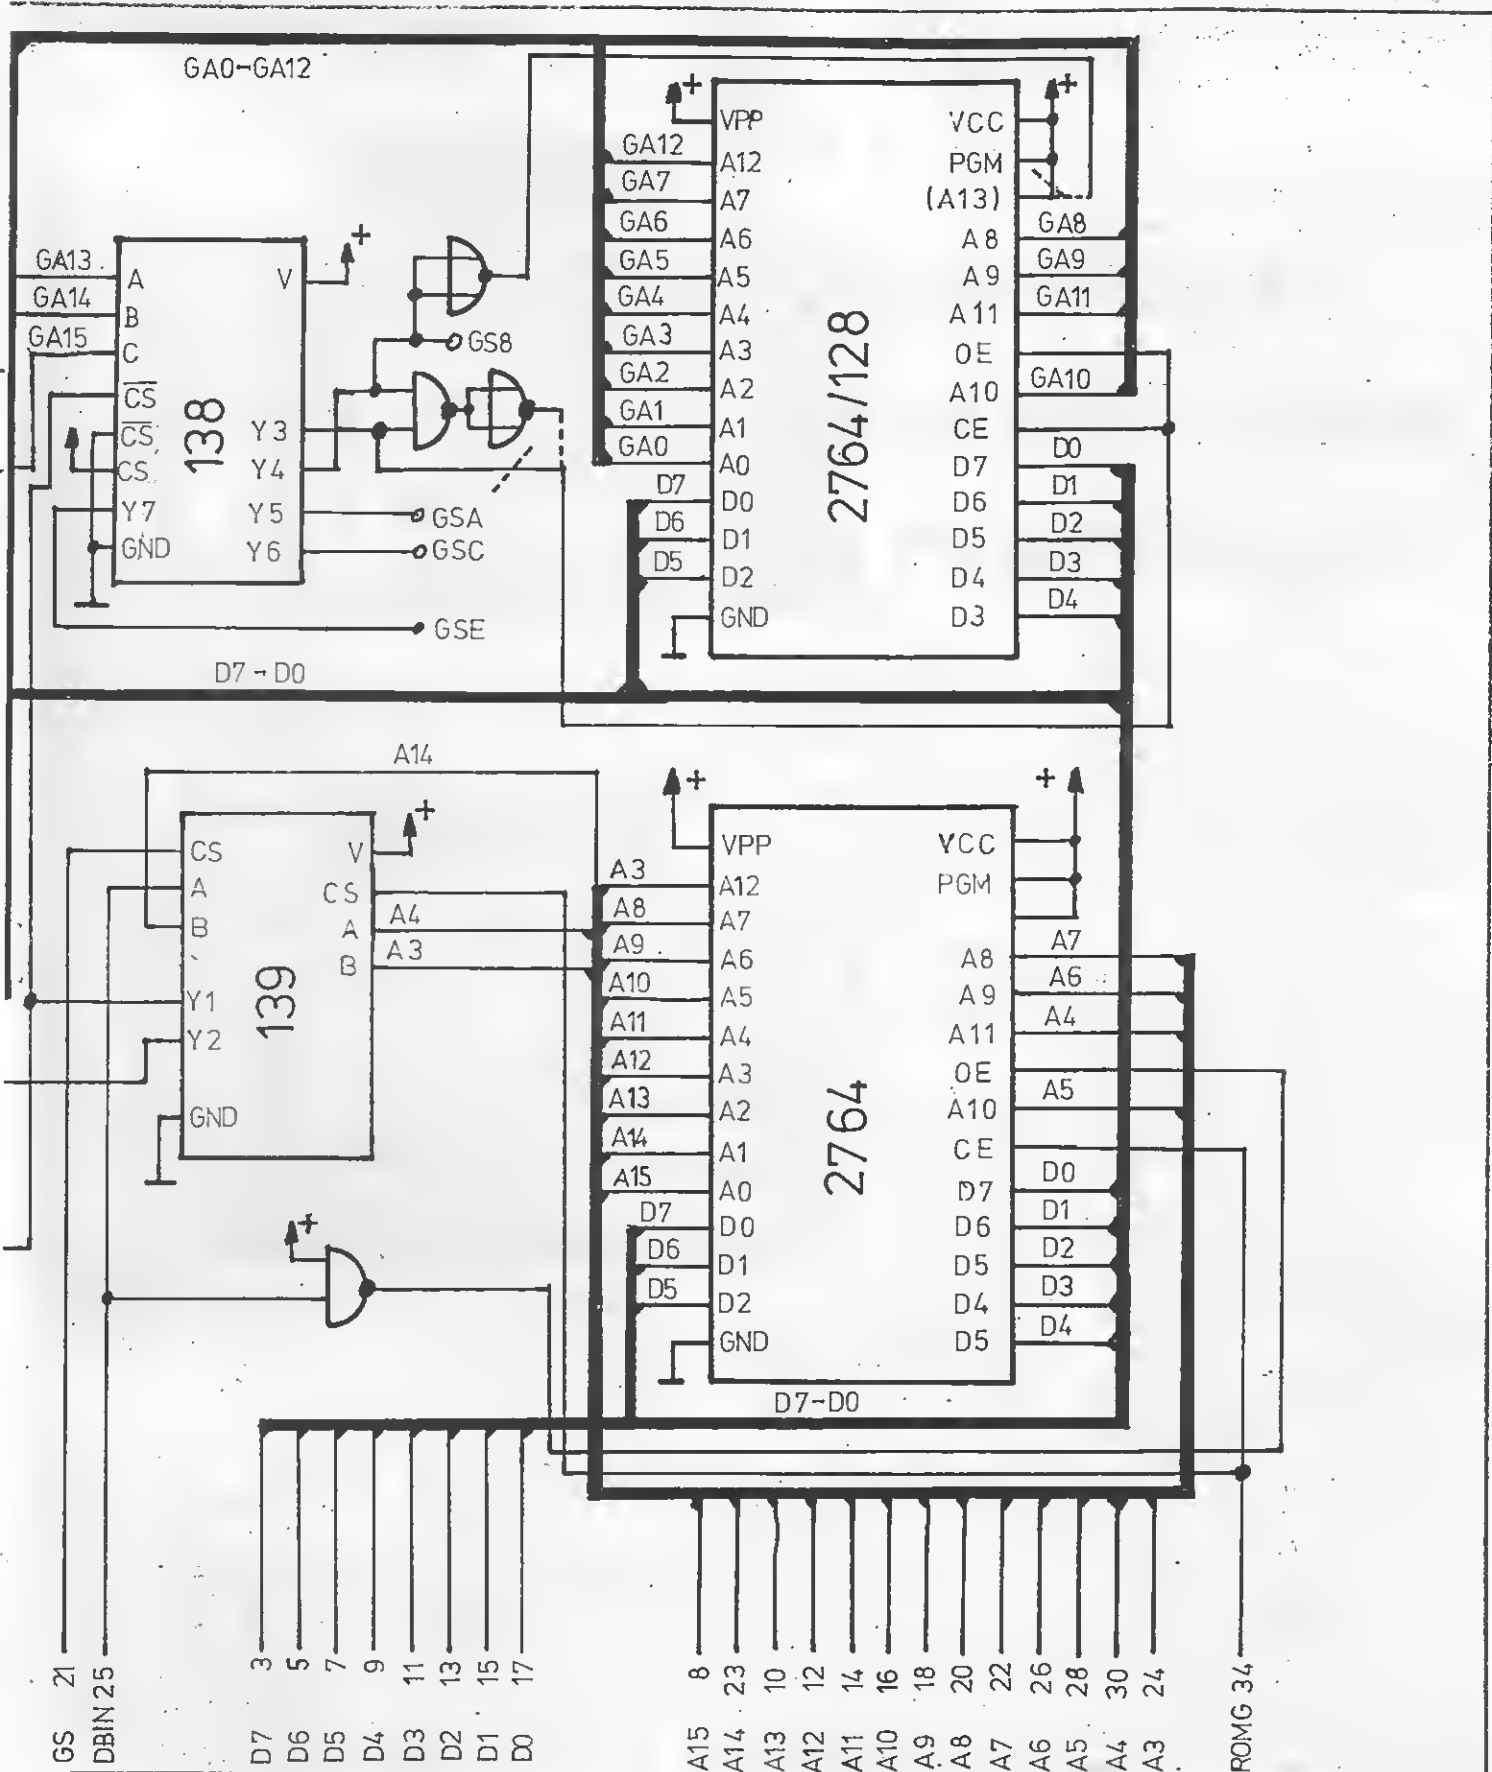 GA0-GA12
+
+
VPP
VCC
GA12
A12
PGM
GA7
A7
(A13)
GA6
A6
A8
GA8
GA5
A5
A9
GA9
GA4
A4
A11
GA11
GA3
A3
OE
GA2
A2
A10
GA10
GA1
A1
CE
GA0
A0
D7
D0
D7
D0
D6
D1
D6
D1
D5
D2
D5
D2
D4
D3
GND
D3
D4
2764/128
+
GA13
A
V
GA14
B
GA15
C
CS
CS
Y3
CS
Y4
Y7
Y5
GND
Y6
138
GS8
GSA
GSC
GSE
D7-D0
A14
+
CS
V
A
CS
B
A
A4
B
A3
Y1
Y2
GND
139
+
+
+
VPP
VCC
A3
A12
PGM
A8
A7
A9
A6
A8
A7
A10
A5
A9
A6
A11
A4
A11
A4
A12
A3
OE
A13
A2
A10
A5
A14
A1
CE
A15
A0
D7
D0
D7
D0
D6
D1
D6
D1
D5
D2
D5
D2
D4
D3
GND
D5
D4
2764
D7-D0
GS 21
DBIN 25
D7 3
D6 5
D5 7
D4 9
D3 11
D2 13
D1 15
D0 17
A15 8
A14 23
A13 10
A12 12
A11 14
A10 16
A9 18
A8 20
A7 22
A6 26
A5 28
A4 30
A3 24
ROMG 34